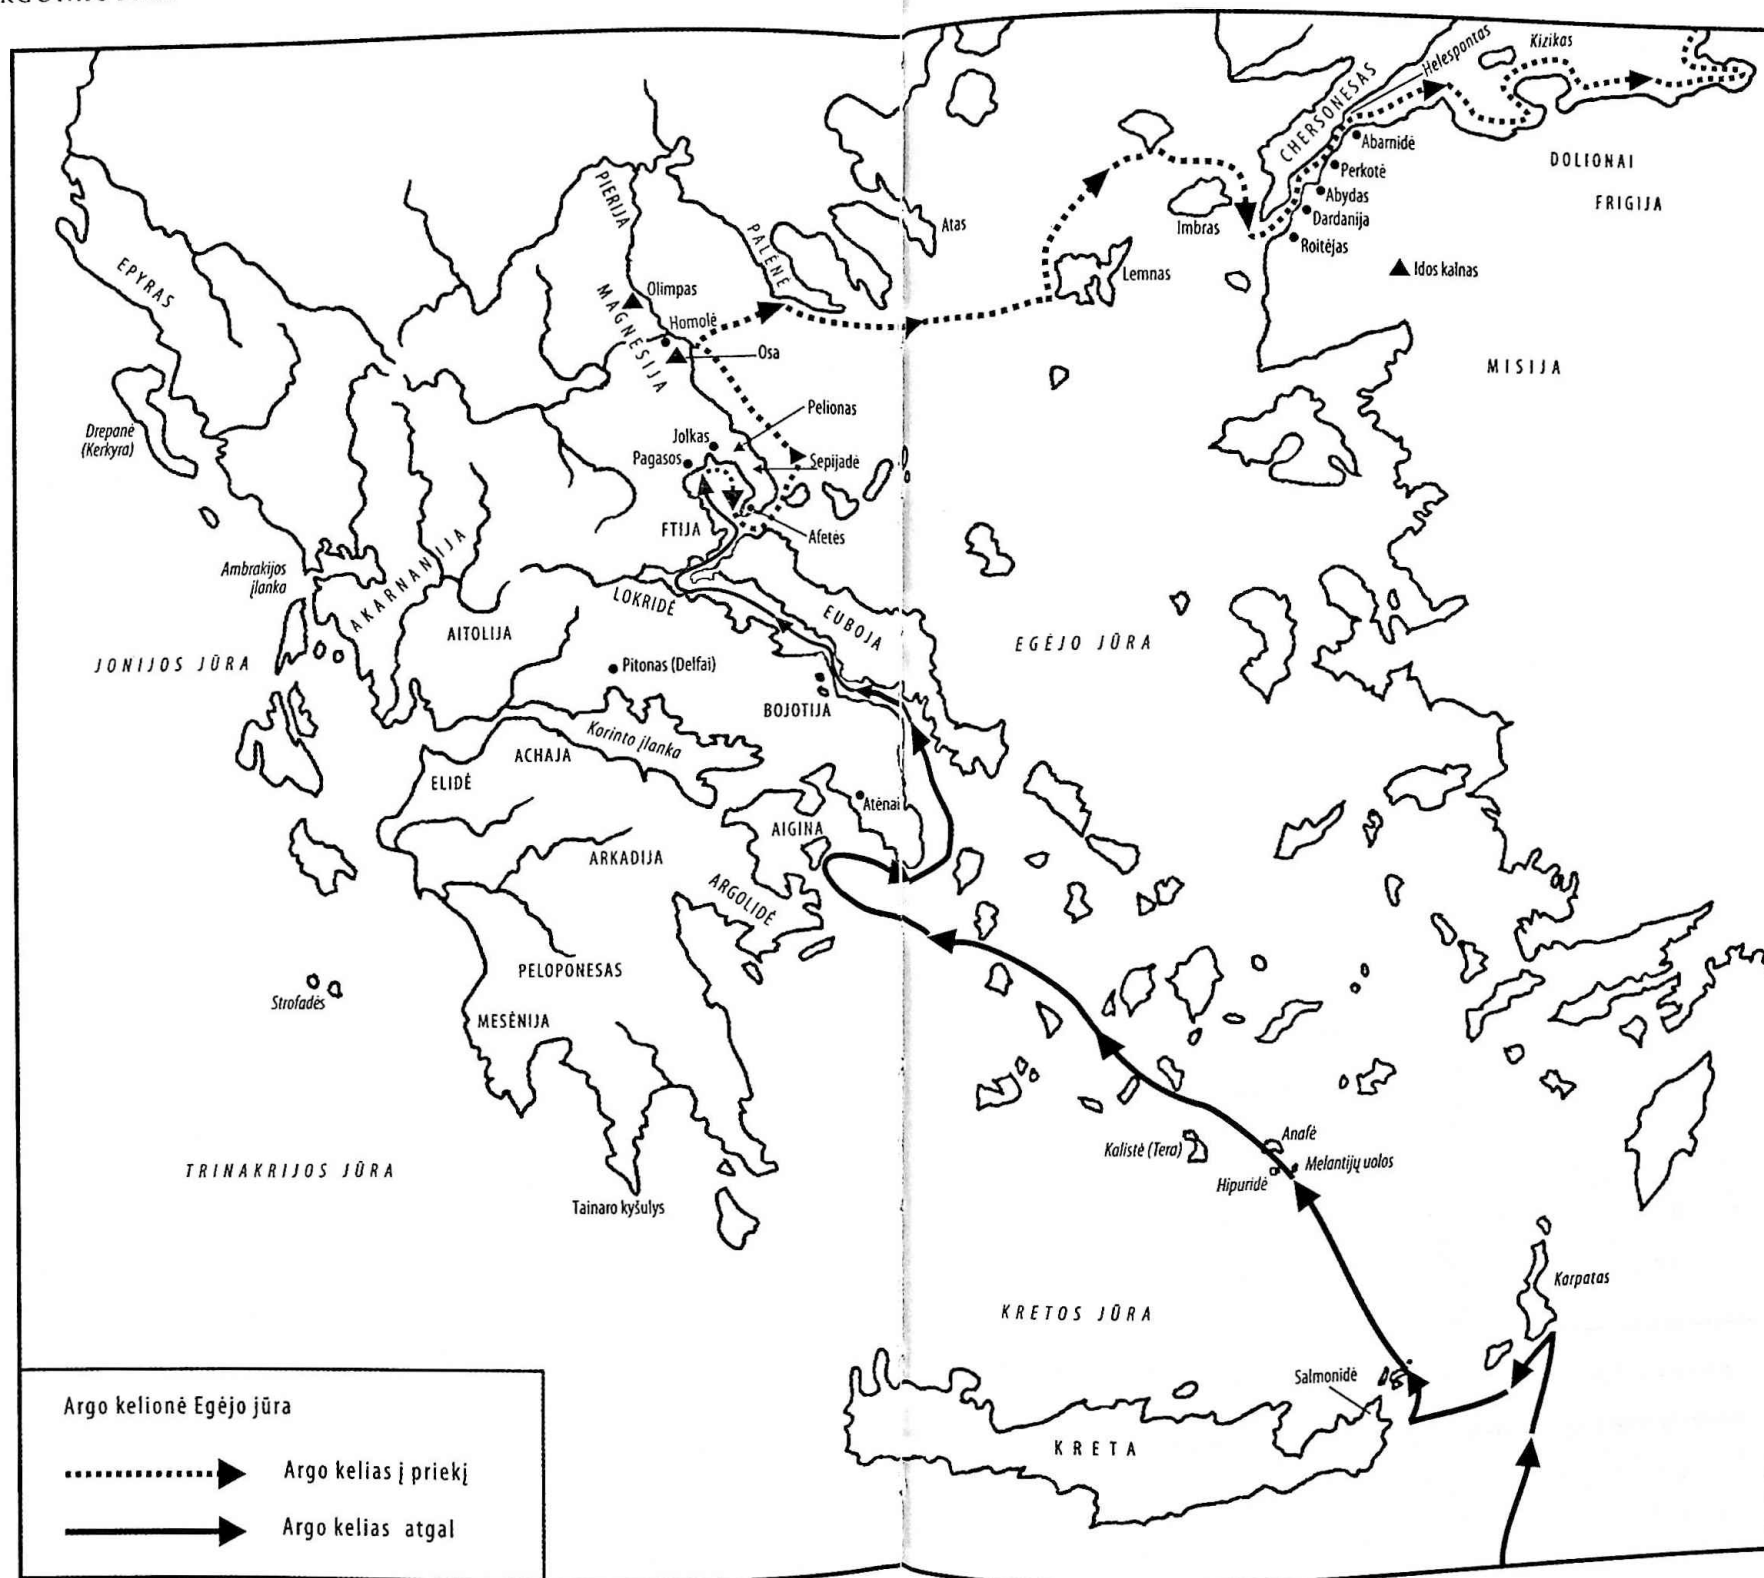 Kizikas
Helespontas
CHERSONESAS
Abarnidė
Perkotė
Abydas
Dardanija
Roitėjas
DOLIONAI
FRIGIJA
Imbras
Idos kalnas
Lemnas
Atas
PIERIJA
PALĖNĖ
EPYRAS
Olimpas
MAGNESIJA
Homolė
Osa
MISIJA
Drepanė
(Kerkyra)
Pelionas
Jolkas
Pagasos
Sepijadė
FTIJA
Afetės
Ambrakijos
įlanka
AKARNANIJA
LOKRIDĖ
EUBOJA
AITOLIJA
EGĖJO JŪRA
JONIJOS JŪRA
Pitonas (Delfai)
BOJOTIJA
Korinto įlanka
ACHAJA
ELIDĖ
Atėnai
AIGINA
ARKADIJA
ARGOLIDĖ
PELOPONESAS
Strofadės
MESĖNIJA
Anafė
Kalistė (Tera)
Melantijų uolos
Hipuridė
TRINAKRIJOS JŪRA
Tainaro kyšulys
Karpatas
KRETOS JŪRA
Salmonidė
KRETA
Argo kelionė Egėjo jūra
Argo kelias į priekį
Argo kelias atgal